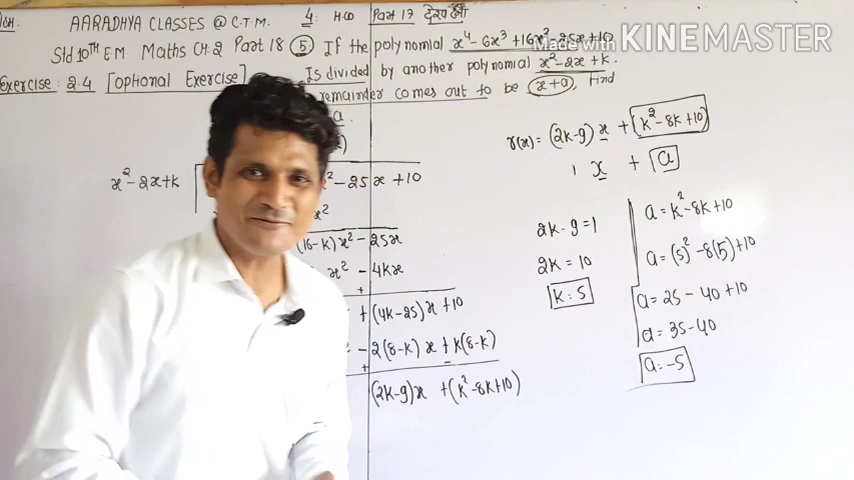 AARADHYA CLASSES @ C.T.M.
4: H.W Part 17 देखो
Std 10TH EM Maths CH:2 Part 18 5 If the polynomial x⁴ - 6x³ + 16x² - 25x + 10
Made with KINEMASTER
Exercise: 2.4 [optional Exercise] Is divided by another polynomial x² - 2x + k.
remainder comes out to be (x+a), Find
a.
r(x) = (2k-9)x + (k² - 8k + 10)
1 x + a
x² - 2x + k
² - 25x + 10
x²
(16-k)x² - 25x
x² - 4kx
+
+ (4k-25)x + 10
- 2(8-k)x + k(8-k)
+ -
(2k-9)x + (k² - 8k + 10)
2k - 9 = 1
2k = 10
k = 5
a = k² - 8k + 10
a = (5)² - 8(5) + 10
a = 25 - 40 + 10
a = 35 - 40
a = -5